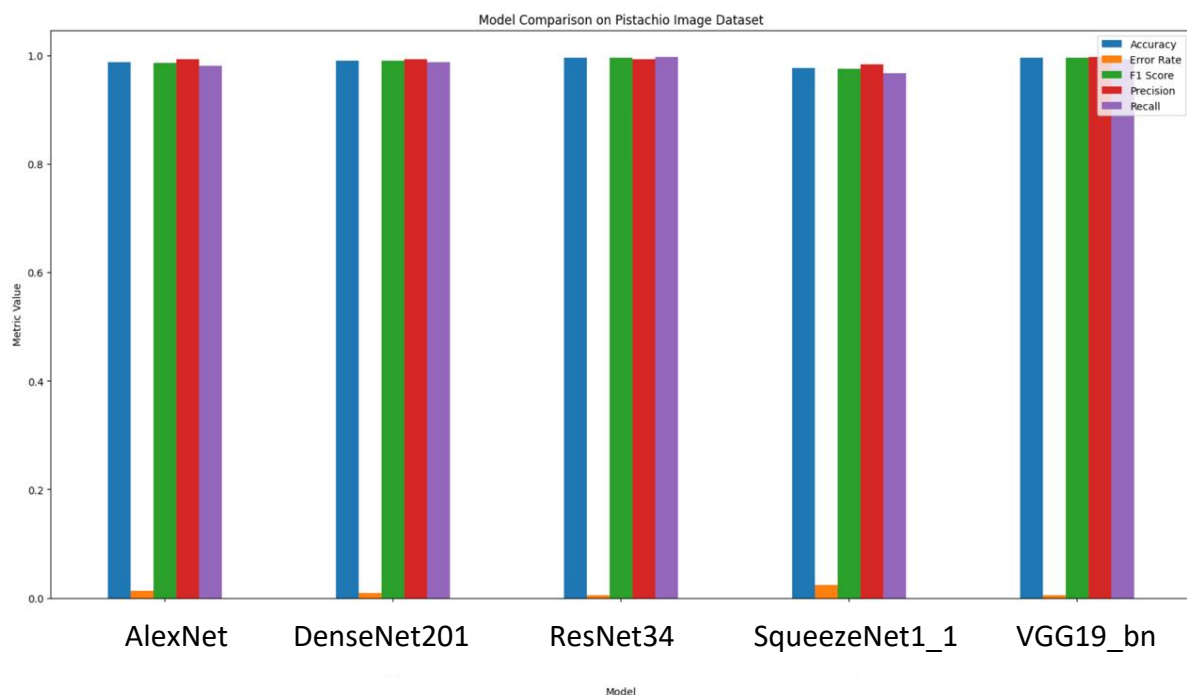 Model Comparison on Pistachio Image Dataset
Accuracy
Error Rate
F1 Score
Precision
Recall
1.0
0.8
0.6
0.4
0.2
0.0
Metric Value
AlexNet DenseNet201 ResNet34 SqueezeNet1_1 VGG19_bn
Model